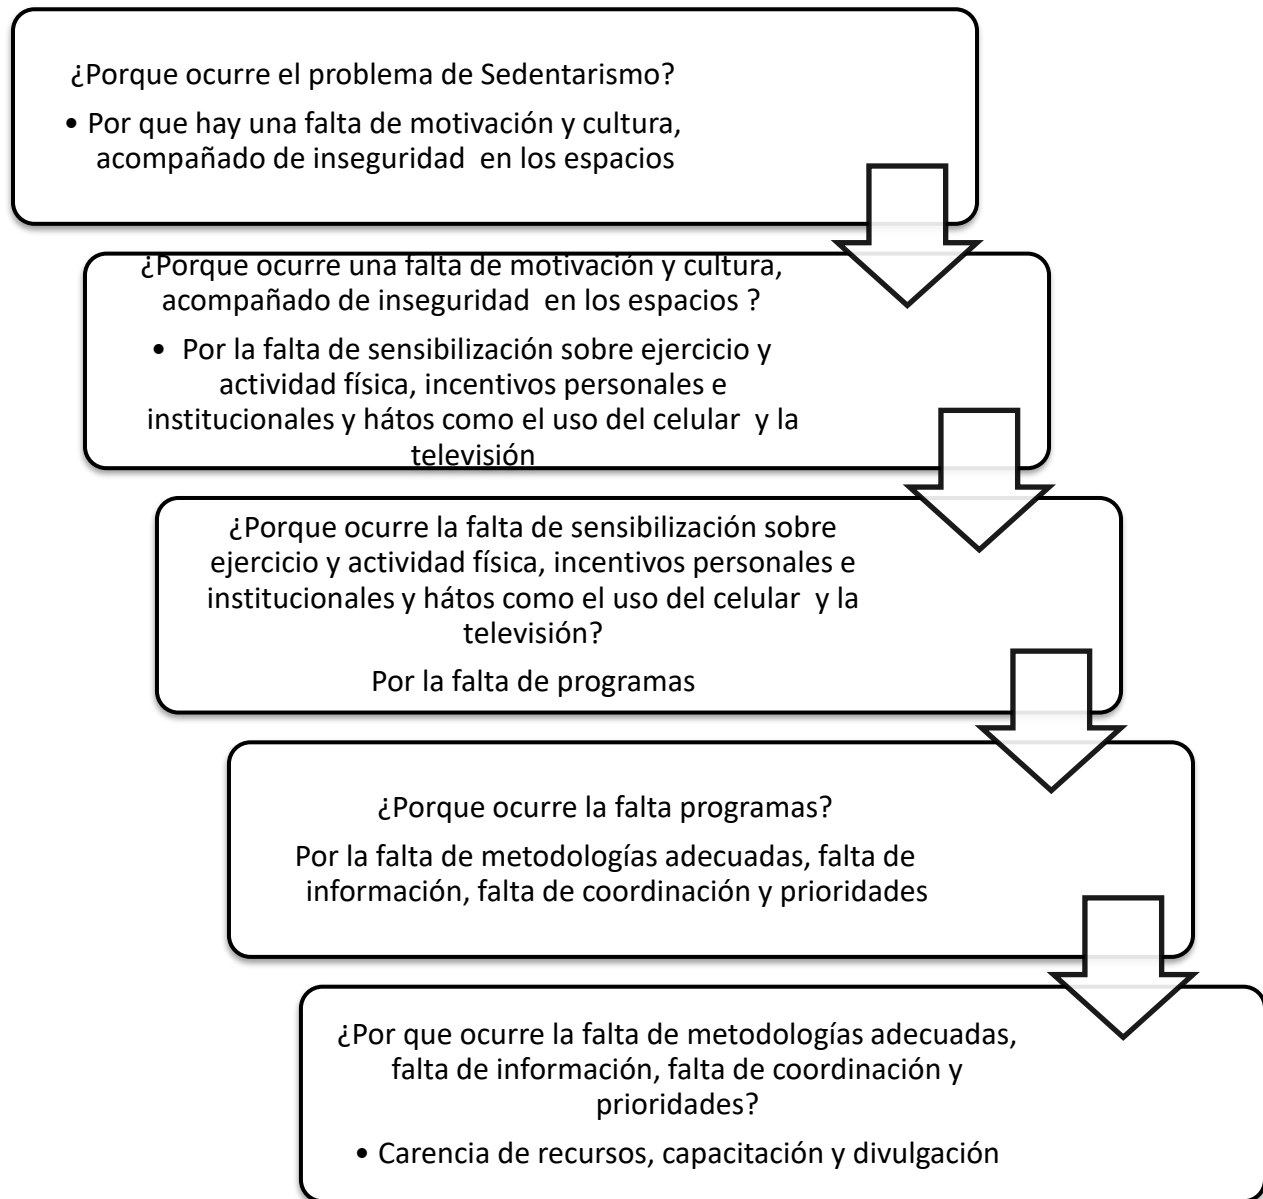 ¿Porque ocurre el problema de Sedentarismo?
• Por que hay una falta de motivación y cultura,
acompañado de inseguridad  en los espacios
¿Porque ocurre una falta de motivación y cultura,
acompañado de inseguridad  en los espacios ?
•  Por la falta de sensibilización sobre ejercicio y
actividad física, incentivos personales e
institucionales y hátos como el uso del celular  y la
televisión
¿Porque ocurre la falta de sensibilización sobre
ejercicio y actividad física, incentivos personales e
institucionales y hátos como el uso del celular  y la
televisión?
Por la falta de programas
¿Porque ocurre la falta programas?
Por la falta de metodologías adecuadas, falta de
información, falta de coordinación y prioridades
¿Por que ocurre la falta de metodologías adecuadas,
falta de información, falta de coordinación y
prioridades?
• Carencia de recursos, capacitación y divulgación